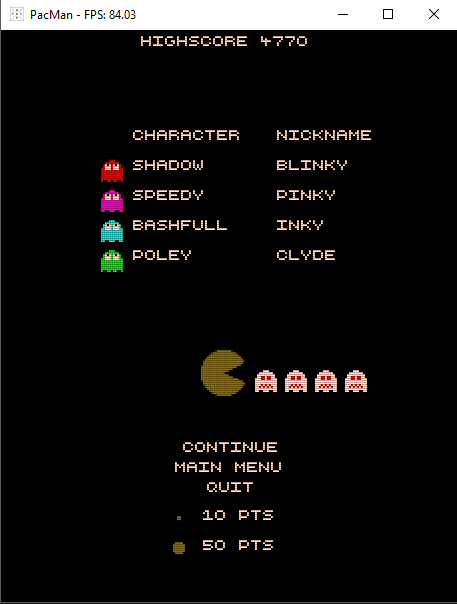 PacMan - FPS: 84.03
HIGHSCORE 4770
CHARACTER NICKNAME
SHADOW BLINKY
SPEEDY PINKY
BASHFULL INKY
POLEY CLYDE
CONTINUE
MAIN MENU
QUIT
10 PTS
50 PTS